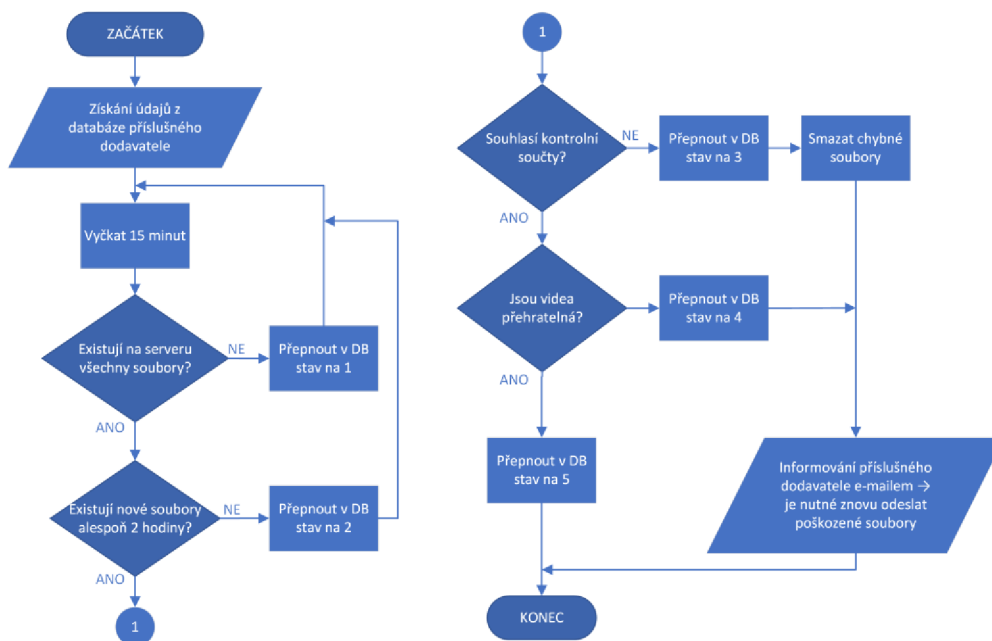 ZAČÁTEK
Získání údajů z
databáze příslušného
dodavatele
Vyčkat 15 minut
Existují na serveru
všechny soubory?
NE
Přepnout v DB
stav na 1
ANO
Existují nové soubory
alespoň 2 hodiny?
NE
Přepnout v DB
stav na 2
ANO
1
1
Souhlasí kontrolní
součty?
NE
Přepnout v DB
stav na 3
Smazat chybné
soubory
ANO
Jsou videa
přehratelná?
Přepnout v DB
stav na 4
ANO
Přepnout v DB
stav na 5
Informování příslušného
dodavatele e-mailem →
je nutné znovu odeslat
poškozené soubory
KONEC